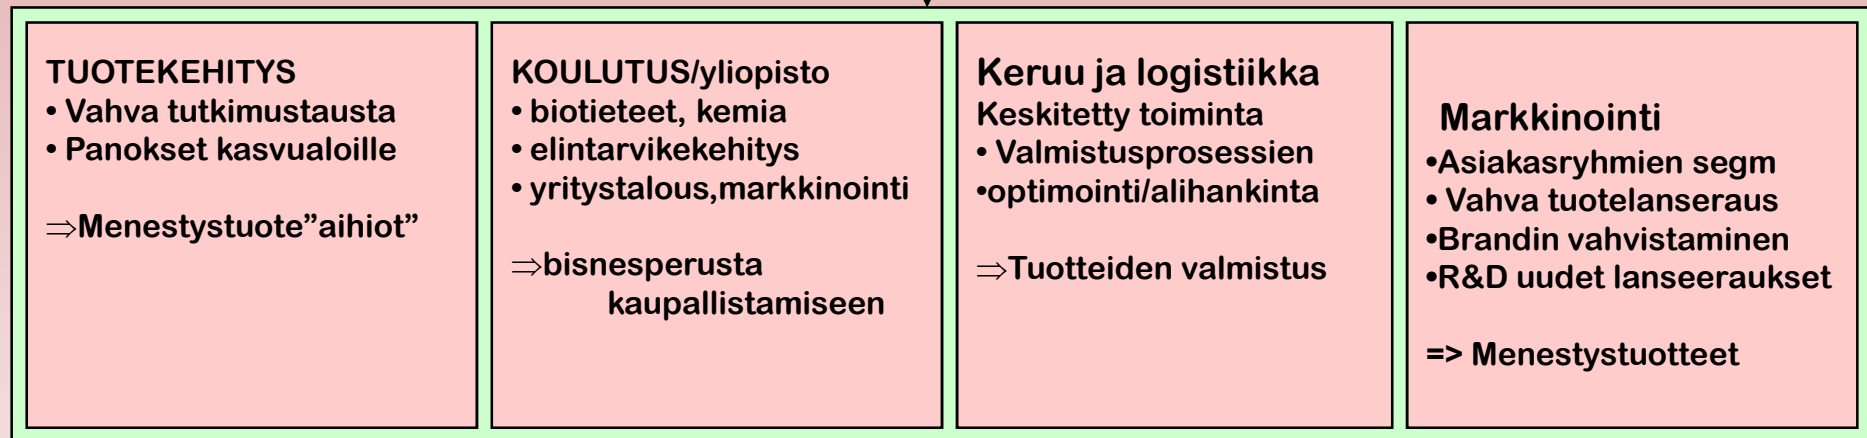 TUOTEKEHITYS
• Vahva tutkimustausta
• Panokset kasvualoille
⇒Menestystuote”aihiot”
KOULUTUS/yliopisto
• biotieteet, kemia
• elintarvikekehitys
• yritystalous,markkinointi
⇒bisnesperusta
kaupallistamiseen
Keruu ja logistiikka
Keskitetty toiminta
• Valmistusprosessien
•optimointi/alihankinta
⇒Tuotteiden valmistus
Markkinointi
•Asiakasryhmien segm
• Vahva tuotelanseraus
•Brandin vahvistaminen
•R&D uudet lanseeraukset
=> Menestystuotteet